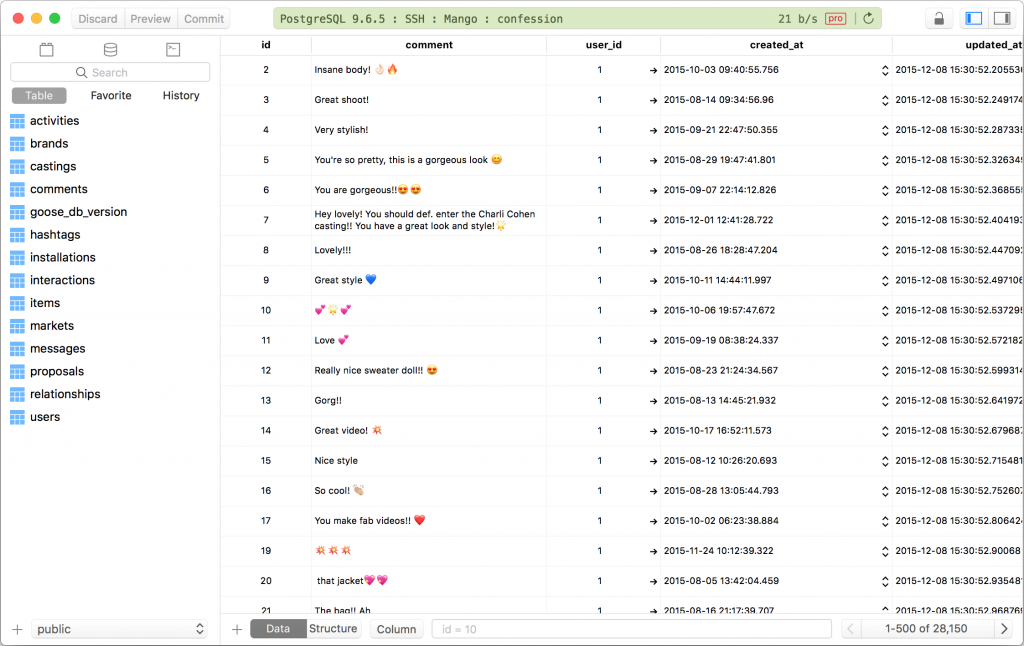 Discard Preview Commit PostgreSQL 9.6.5 : SSH : Mango : confession 21 b/s pro
Search
Table Favorite History
activities
brands
castings
comments
goose_db_version
hashtags
installations
interactions
items
markets
messages
proposals
relationships
users
public
id comment user_id created_at updated_at
2 Insane body! 👌🏻🔥 1 → 2015-10-03 09:40:55.756 2015-12-08 15:30:52.205536
3 Great shoot! 1 → 2015-08-14 09:34:56.96 2015-12-08 15:30:52.249174
4 Very stylish! 1 → 2015-09-21 22:47:50.355 2015-12-08 15:30:52.287335
5 You're so pretty, this is a gorgeous look 😊 1 → 2015-08-29 19:47:41.801 2015-12-08 15:30:52.326349
6 You are gorgeous!!😍😍 1 → 2015-09-07 22:14:12.826 2015-12-08 15:30:52.368555
7 Hey lovely! You should def. enter the Charli Cohen
casting!! You have a great look and style!🌟 1 → 2015-12-01 12:41:28.722 2015-12-08 15:30:52.404193
8 Lovely!!! 1 → 2015-08-26 18:28:47.204 2015-12-08 15:30:52.447092
9 Great style 💙 1 → 2015-10-11 14:44:11.997 2015-12-08 15:30:52.497106
10 💕🌟💕 1 → 2015-10-06 19:57:47.672 2015-12-08 15:30:52.537295
11 Love 💕 1 → 2015-09-19 08:38:24.337 2015-12-08 15:30:52.572182
12 Really nice sweater doll!! 😍 1 → 2015-08-23 21:24:34.567 2015-12-08 15:30:52.599314
13 Gorg!! 1 → 2015-08-13 14:45:21.932 2015-12-08 15:30:52.641972
14 Great video! 💥 1 → 2015-10-17 16:52:11.573 2015-12-08 15:30:52.679687
15 Nice style 1 → 2015-08-12 10:26:20.693 2015-12-08 15:30:52.715481
16 So cool! 👏🏼 1 → 2015-08-28 13:05:44.793 2015-12-08 15:30:52.752607
17 You make fab videos!! ❤️ 1 → 2015-10-02 06:23:38.884 2015-12-08 15:30:52.806424
19 💥💥💥 1 → 2015-11-24 10:12:39.322 2015-12-08 15:30:52.90068
20 that jacket💖💖 1 → 2015-08-05 13:42:04.459 2015-12-08 15:30:52.935481
21 The bag!! Ah 1 → 2015-08-16 21:17:39.707 2015-12-08 15:30:52.968769
Data Structure Column id = 10 1-500 of 28,150